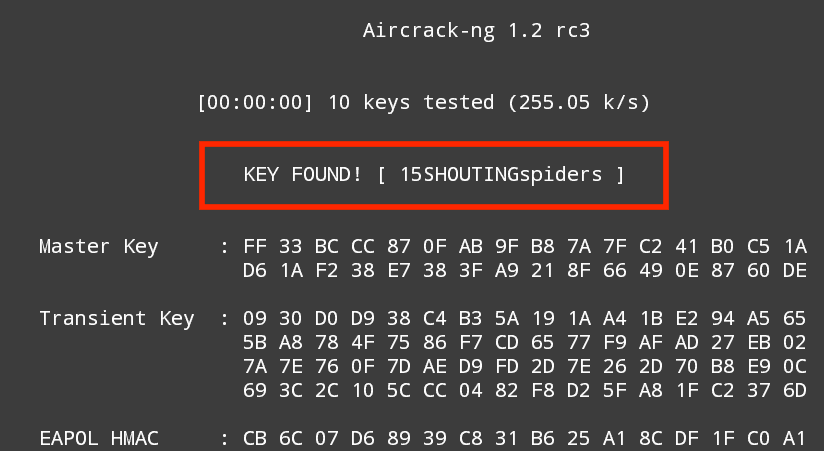 Aircrack-ng 1.2 rc3
[00:00:00] 10 keys tested (255.05 k/s)
KEY FOUND! [ 15SHOUTINGspiders ]
Master Key : FF 33 BC CC 87 0F AB 9F B8 7A 7F C2 41 B0 C5 1A
D6 1A F2 38 E7 38 3F A9 21 8F 66 49 0E 87 60 DE
Transient Key : 09 30 D0 D9 38 C4 B3 5A 19 1A A4 1B E2 94 A5 65
5B A8 78 4F 75 86 F7 CD 65 77 F9 AF AD 27 EB 02
7A 7E 76 0F 7D AE D9 FD 2D 7E 26 2D 70 B8 E9 0C
69 3C 2C 10 5C CC 04 82 F8 D2 5F A8 1F C2 37 6D
EAPOL HMAC : CB 6C 07 D6 89 39 C8 31 B6 25 A1 8C DF 1F C0 A1